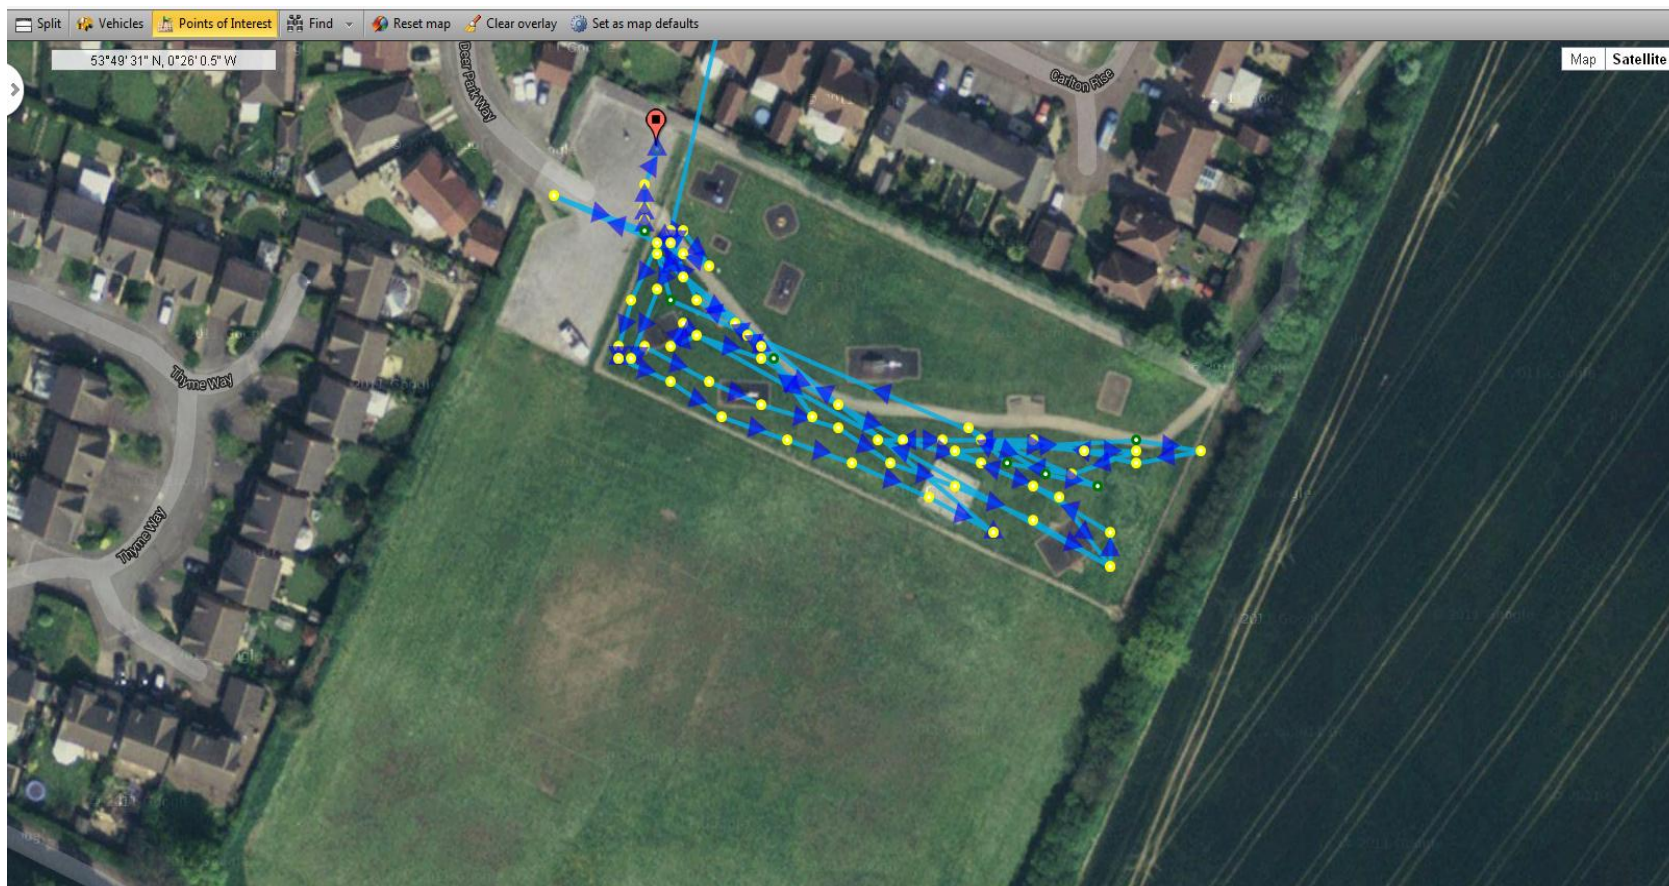 Split Vehicles Points of Interest Find Reset map Clear overlay Set as map defaults
53°49'31" N, 0°26'0.5" W
Map Satellite
Deer Park Way
Carlton Rise
Thyme Way
Thyme Way